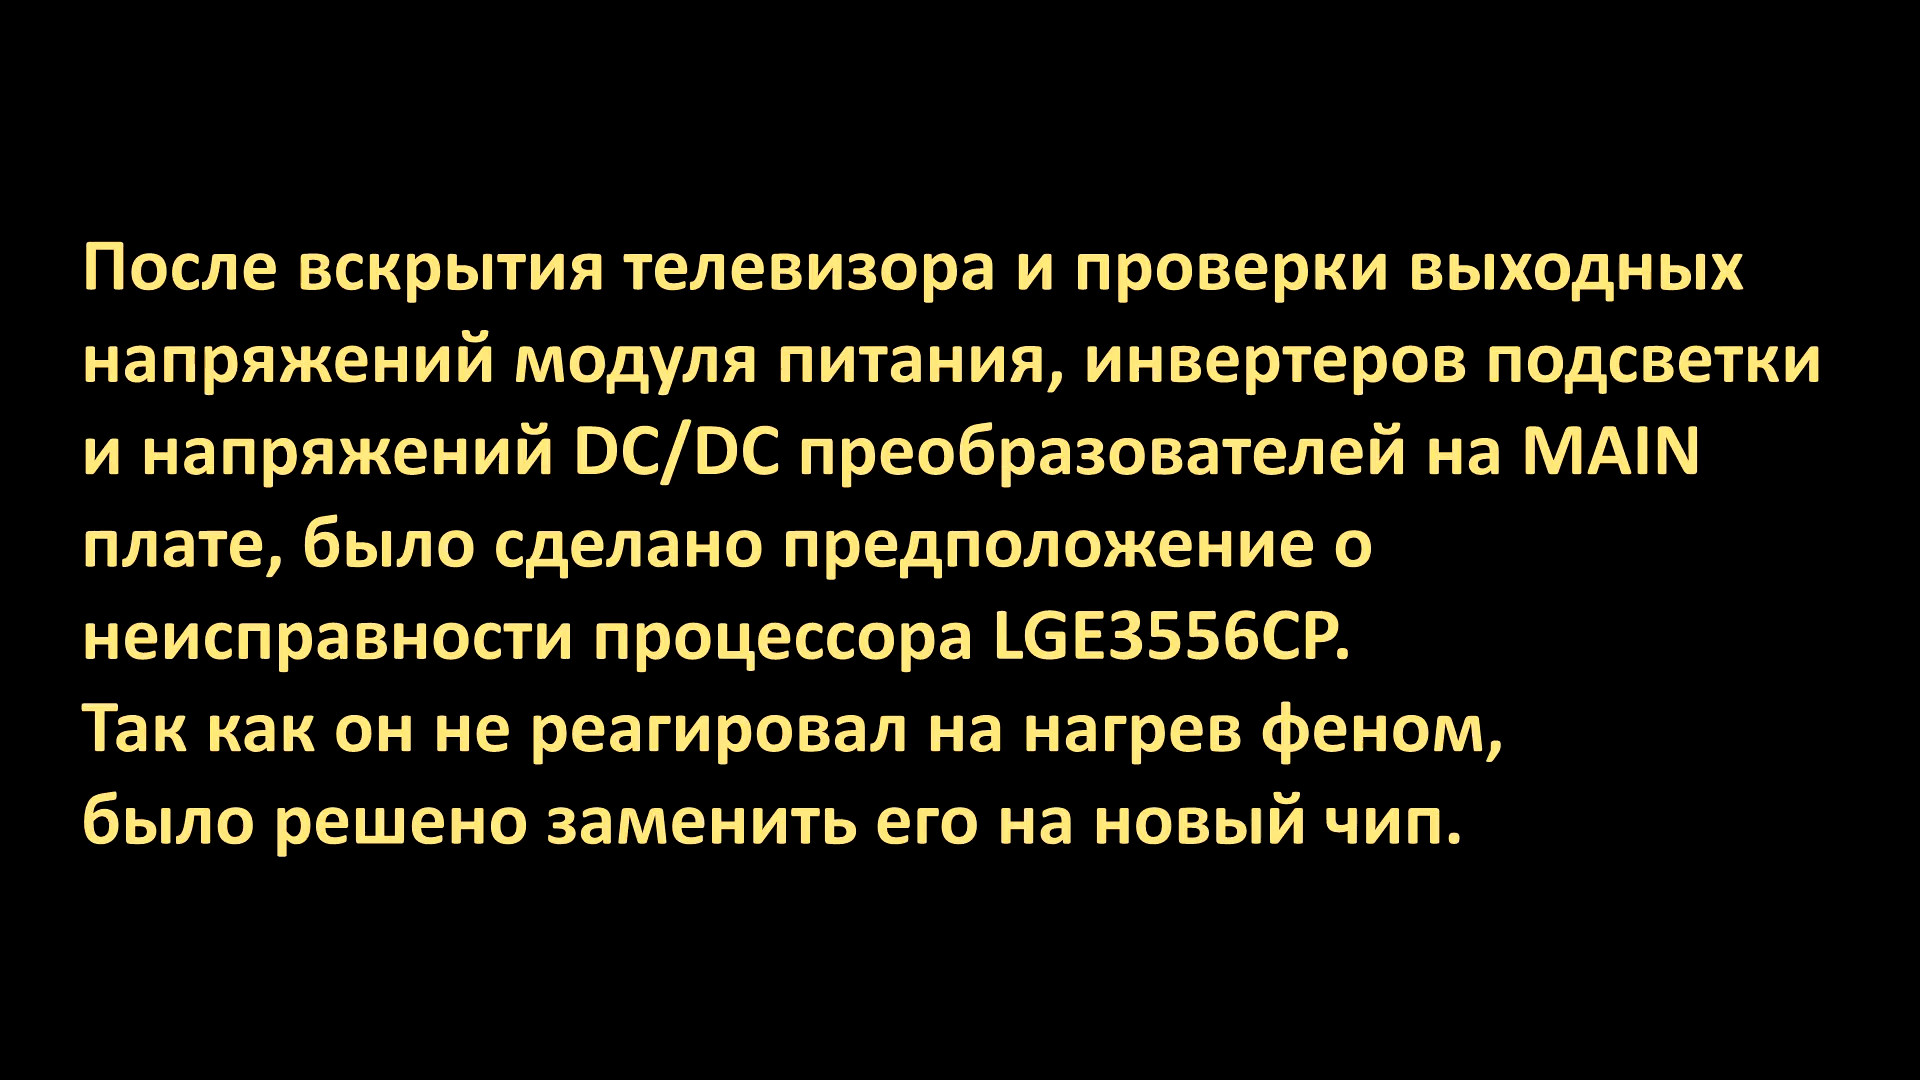 После вскрытия телевизора и проверки выходных
напряжений модуля питания, инвертеров подсветки
и напряжений DC/DC преобразователей на MAIN
плате, было сделано предположение о
неисправности процессора LGE3556CP.
Так как он не реагировал на нагрев феном,
было решено заменить его на новый чип.